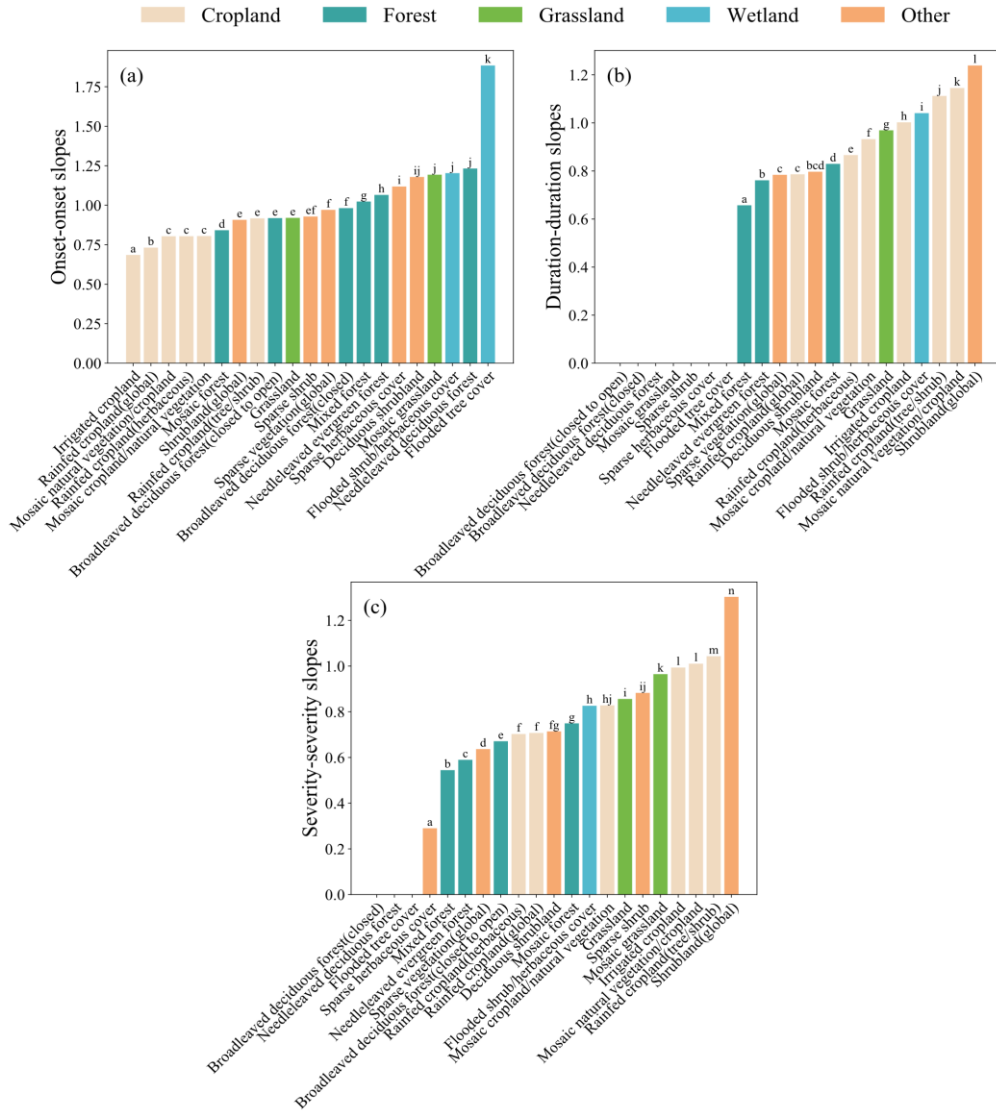 Cropland
Forest
Grassland
Wetland
Other
(a)
Onset-onset slopes
1.75
1.50
1.25
1.00
0.75
0.50
0.25
0.00
a
b
c
c
c
d
e
e
e
e
ef
f
f
g
h
i
ij
j
j
j
k
Irrigated cropland
Rainfed cropland(global)
Mosaic natural vegetation/cropland
Rainfed cropland(herbaceous)
Mosaic cropland/natural vegetation
Mosaic forest
Shrubland(global)
Rainfed cropland(tree/shrub)
Broadleaved deciduous forest(closed to open)
Grassland
Sparse shrub
Sparse vegetation(global)
Broadleaved deciduous forest(closed)
Mixed forest
Needleleaved evergreen forest
Sparse herbaceous cover
Deciduous shrubland
Mosaic grassland
Flooded shrub/herbaceous cover
Needleleaved deciduous forest
Flooded tree cover
(b)
Duration-duration slopes
1.2
1.0
0.8
0.6
0.4
0.2
0.0
a
b
c
c
bcd
d
e
f
g
h
i
j
k
l
Broadleaved deciduous forest(closed to open)
Broadleaved deciduous forest(closed)
Needleleaved deciduous forest
Mosaic grassland
Sparse shrub
Sparse herbaceous cover
Flooded tree cover
Mixed forest
Needleleaved evergreen forest
Sparse vegetation(global)
Rainfed cropland(global)
Deciduous shrubland
Mosaic forest
Rainfed cropland(herbaceous)
Mosaic cropland/natural vegetation
Grassland
Irrigated cropland
Flooded shrub/herbaceous cover
Rainfed cropland(tree/shrub)
Mosaic natural vegetation/cropland
Shrubland(global)
(c)
Severity-severity slopes
1.2
1.0
0.8
0.6
0.4
0.2
0.0
a
b
c
d
e
f
f
fg
g
h
hj
i
ij
k
l
l
m
n
Broadleaved deciduous forest(closed)
Needleleaved deciduous forest
Flooded tree cover
Sparse herbaceous cover
Mixed forest
Needleleaved evergreen forest
Sparse vegetation(global)
Broadleaved deciduous forest(closed to open)
Rainfed cropland(herbaceous)
Rainfed cropland(global)
Deciduous shrubland
Mosaic forest
Flooded shrub/herbaceous cover
Mosaic cropland/natural vegetation
Grassland
Sparse shrub
Mosaic grassland
Irrigated cropland
Mosaic natural vegetation/cropland
Rainfed cropland(tree/shrub)
Shrubland(global)